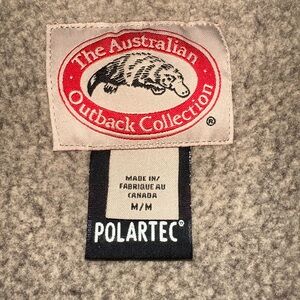 The Australian
Outback Collection
®
MADE IN/
FABRIQUE AU
CANADA
M/M
POLARTEC®